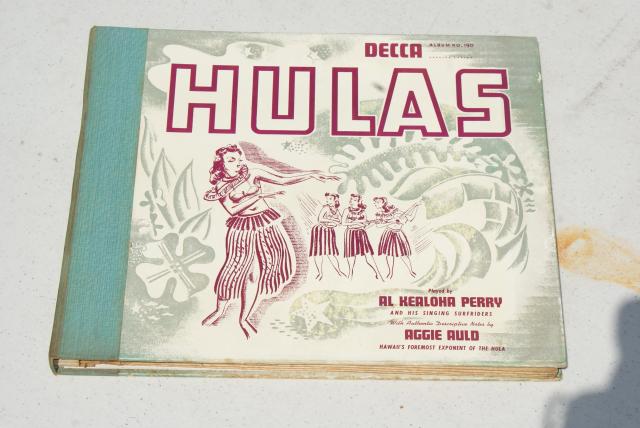 DECCA ALBUM NO. 190
HULAS
Played by
AL KEALOHA PERRY
AND HIS SINGING SURFRIDERS
With Authentic Descriptive Notes by
AGGIE AULD
HAWAII'S FOREMOST EXPONENT OF THE HULA